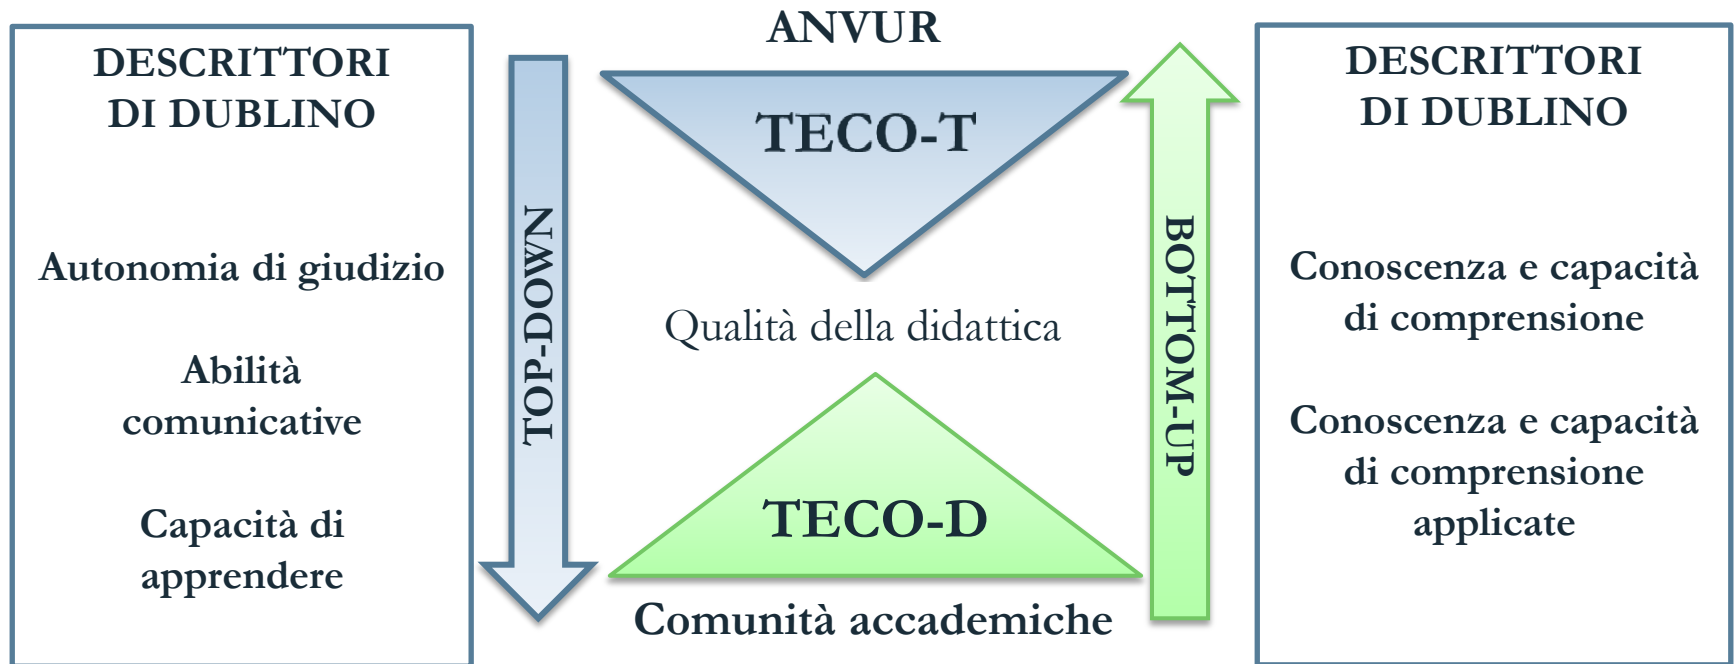 DESCRITTORI
DI DUBLINO
Autonomia di giudizio
Abilità
comunicative
Capacità di
apprendere
TOP-DOWN
ANVUR
TECO-T
Qualità della didattica
TECO-D
Comunità accademiche
BOTTOM-UP
DESCRITTORI
DI DUBLINO
Conoscenza e capacità
di comprensione
Conoscenza e capacità
di comprensione
applicate